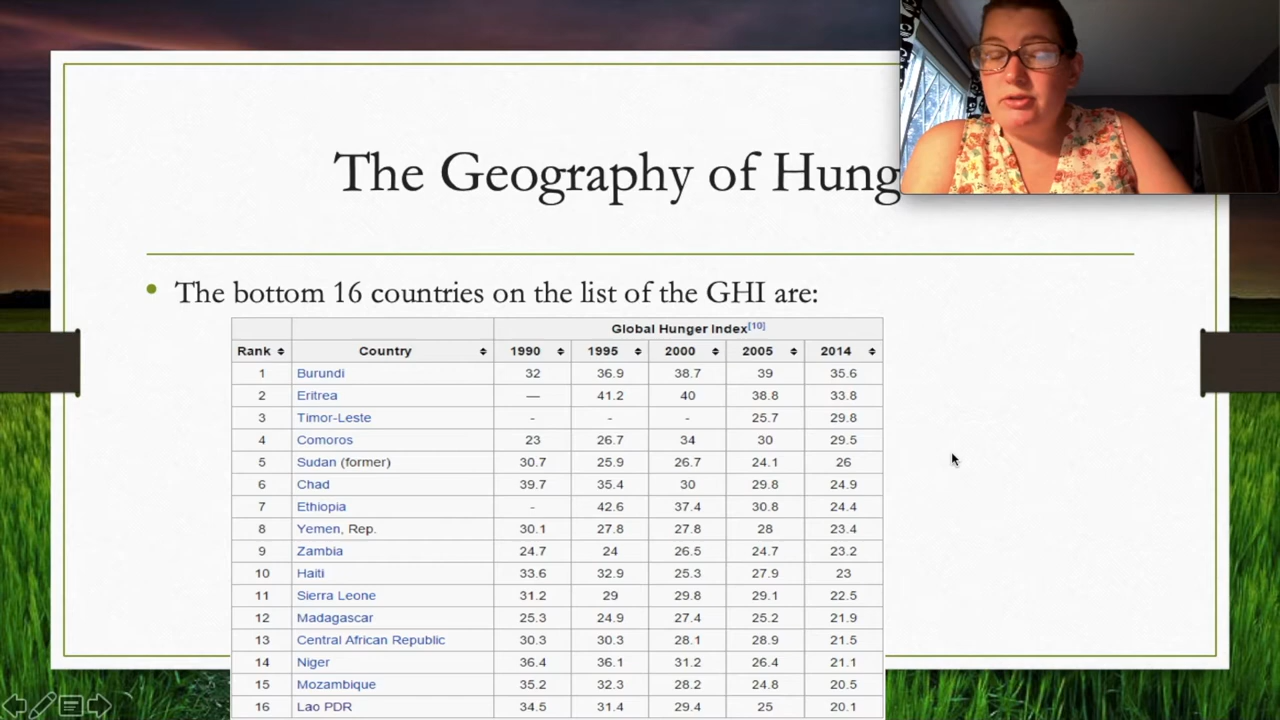 The Geography of Hung
• The bottom 16 countries on the list of the GHI are:
Global Hunger Index[10]
Rank Country 1990 1995 2000 2005 2014
1 Burundi 32 36.9 38.7 39 35.6
2 Eritrea — 41.2 40 38.8 33.8
3 Timor-Leste - - - 25.7 29.8
4 Comoros 23 26.7 34 30 29.5
5 Sudan (former) 30.7 25.9 26.7 24.1 26
6 Chad 39.7 35.4 30 29.8 24.9
7 Ethiopia - 42.6 37.4 30.8 24.4
8 Yemen, Rep. 30.1 27.8 27.8 28 23.4
9 Zambia 24.7 24 26.5 24.7 23.2
10 Haiti 33.6 32.9 25.3 27.9 23
11 Sierra Leone 31.2 29 29.8 29.1 22.5
12 Madagascar 25.3 24.9 27.4 25.2 21.9
13 Central African Republic 30.3 30.3 28.1 28.9 21.5
14 Niger 36.4 36.1 31.2 26.4 21.1
15 Mozambique 35.2 32.3 28.2 24.8 20.5
16 Lao PDR 34.5 31.4 29.4 25 20.1